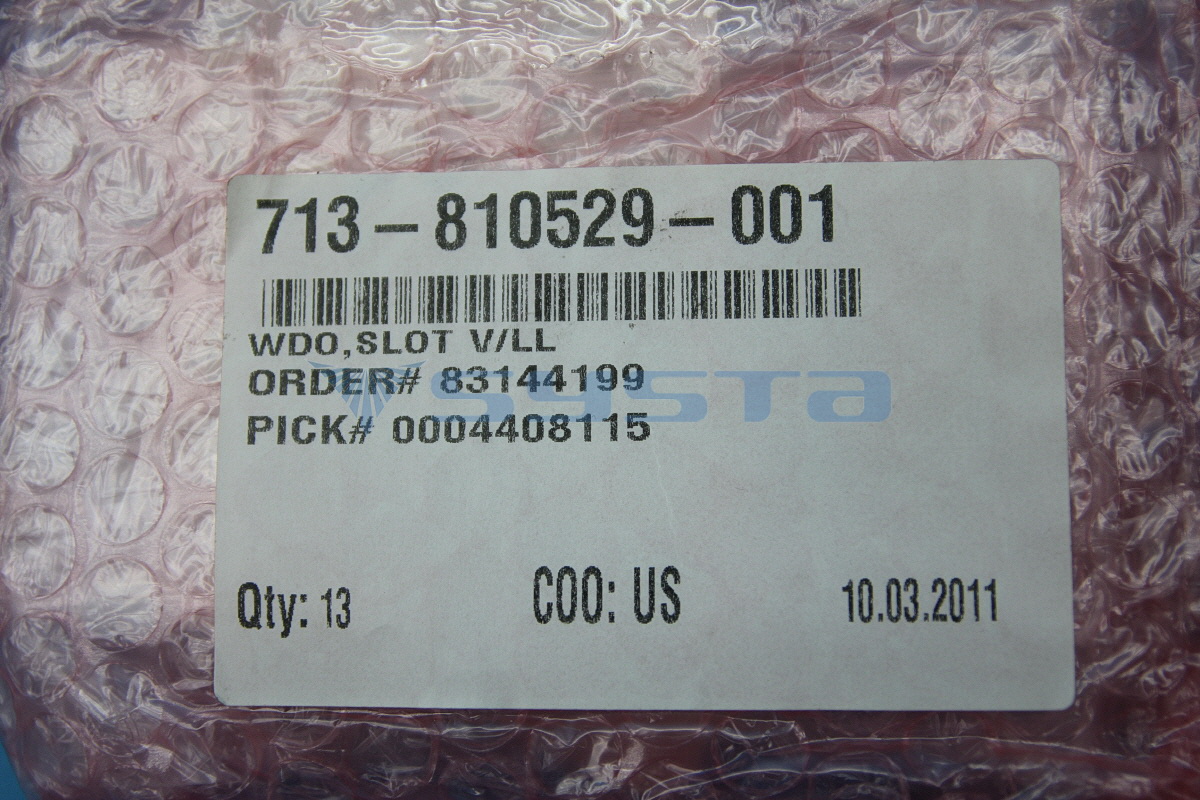 713-810529-001
WDO,SLOT V/LL
ORDER# 83144199
SYSTA
PICK# 0004408115
Qty: 13 COO: US 10.03.2011